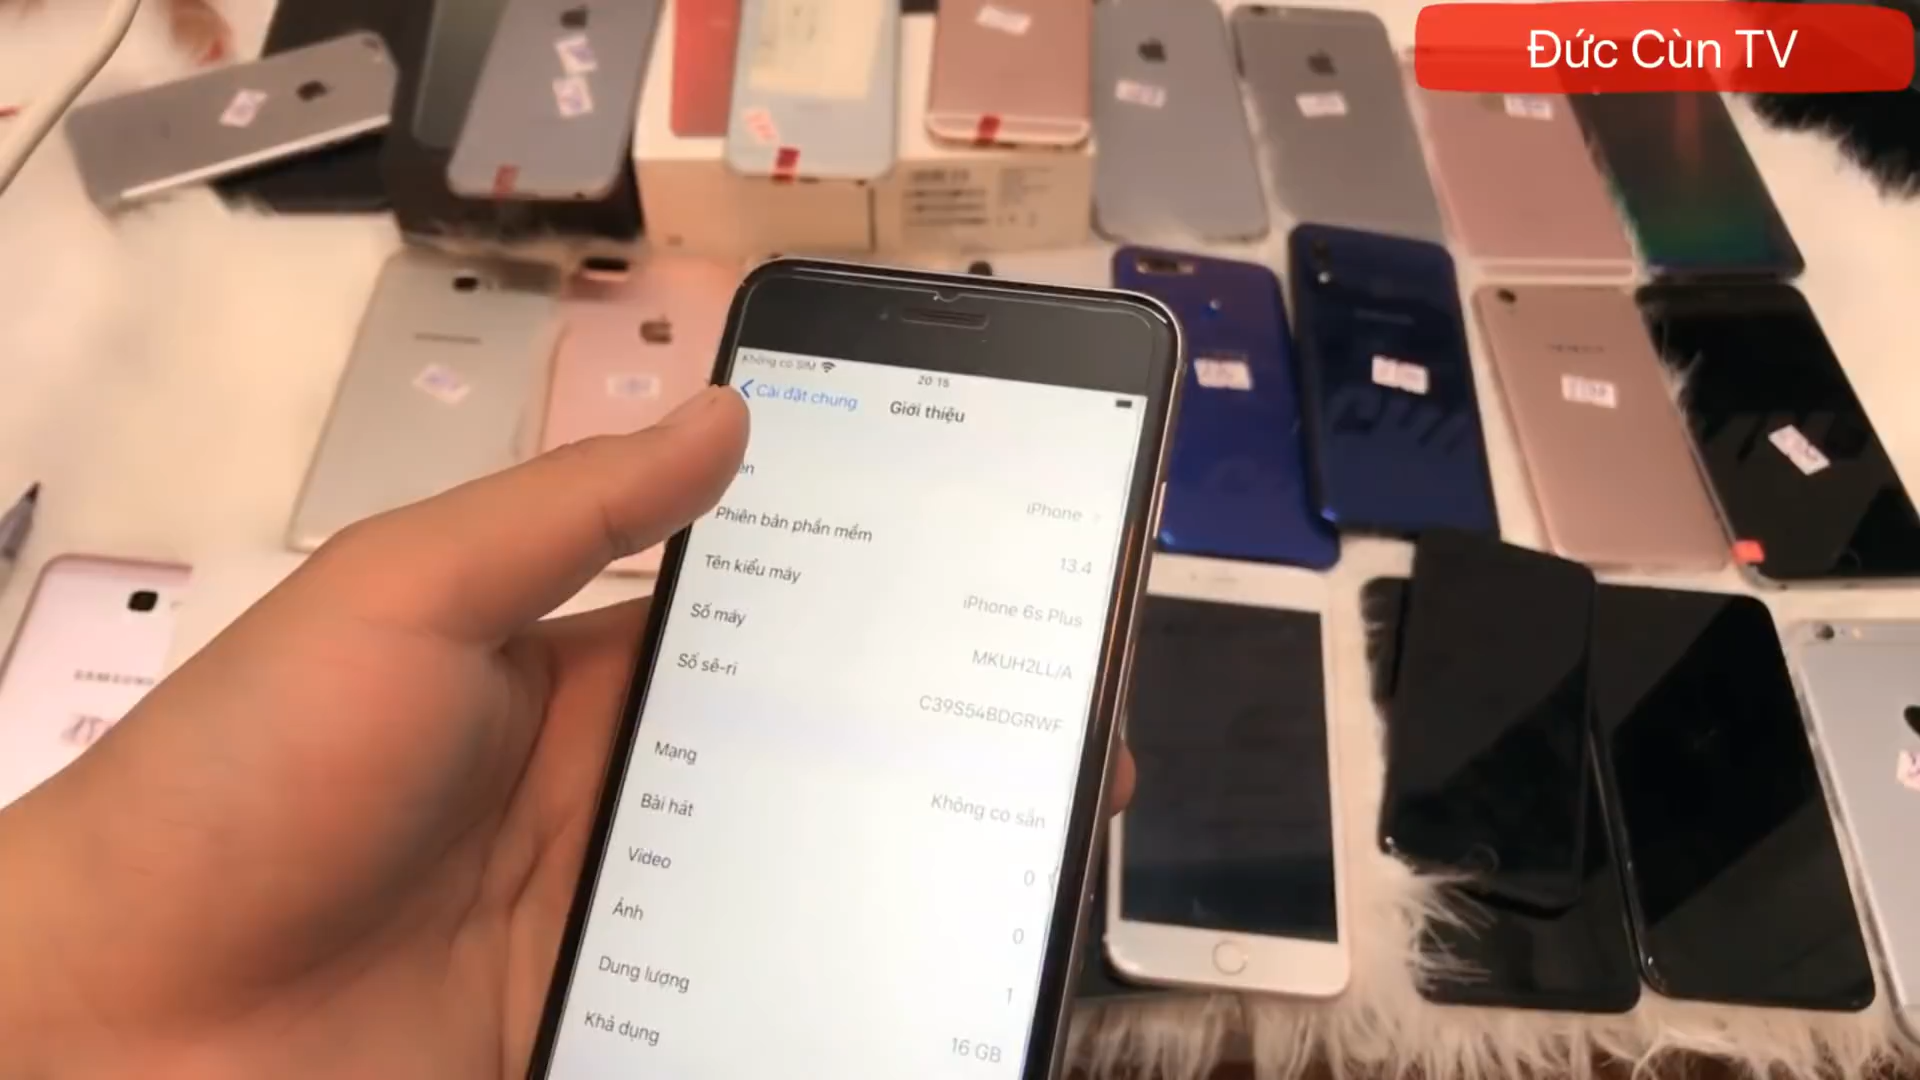 Đức Cùn TV
Không có SIM
20:15
Cài đặt chung
Giới thiệu
iPhone
Phiên bản phần mềm
13.4
Tên kiểu máy
iPhone 6s Plus
Số máy
MKUH2LL/A
Số sê-ri
C39S54BDGRWF
Mạng
Không có sẵn
Bài hát
0
Video
0
Ảnh
1
Dung lượng
16 GB
Khả dụng
SAMSUNG